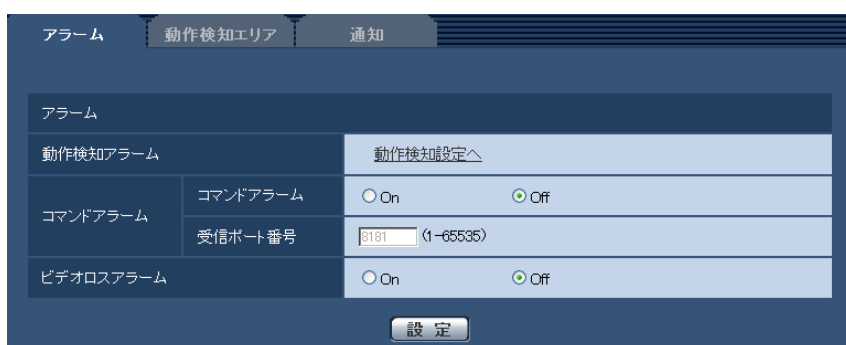 アラーム 動作検知エリア 通知
アラーム
動作検知アラーム 動作検知設定へ
コマンドアラーム コマンドアラーム On Off
受信ポート番号 8181 (1-65535)
ビデオロスアラーム On Off
設 定